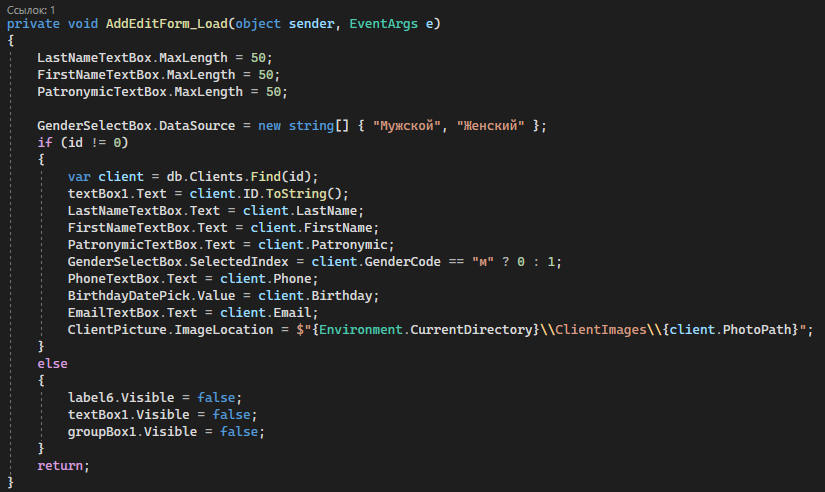 Ссылок: 1
private void AddEditForm_Load(object sender, EventArgs e)
{
LastNameTextBox.MaxLength = 50;
FirstNameTextBox.MaxLength = 50;
PatronymicTextBox.MaxLength = 50;
GenderSelectBox.DataSource = new string[] { "Мужской", "Женский" };
if (id != 0)
{
var client = db.Clients.Find(id);
textBox1.Text = client.ID.ToString();
LastNameTextBox.Text = client.LastName;
FirstNameTextBox.Text = client.FirstName;
PatronymicTextBox.Text = client.Patronymic;
GenderSelectBox.SelectedIndex = client.GenderCode == "м" ? 0 : 1;
PhoneTextBox.Text = client.Phone;
BirthdayDatePick.Value = client.Birthday;
EmailTextBox.Text = client.Email;
ClientPicture.ImageLocation = $"{Environment.CurrentDirectory}\\ClientImages\\{client.PhotoPath}";
}
else
{
label6.Visible = false;
textBox1.Visible = false;
groupBox1.Visible = false;
}
return;
}